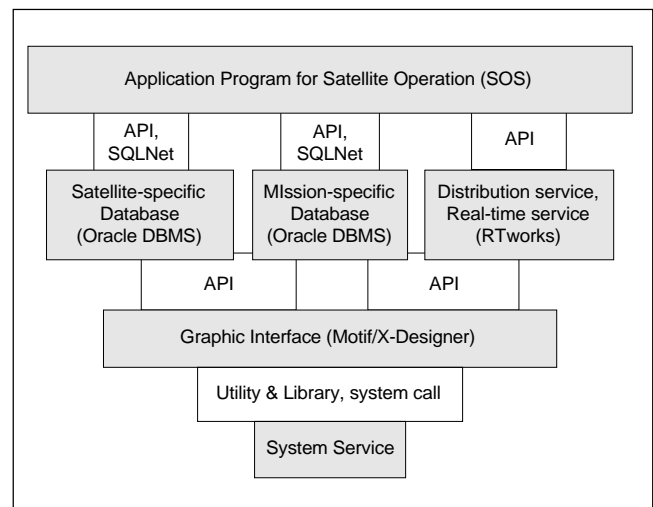 Application Program for Satellite Operation (SOS)
API,
SQLNet
API,
SQLNet
API
Satellite-specific
Database
(Oracle DBMS)
MIssion-specific
Database
(Oracle DBMS)
Distribution service,
Real-time service
(RTworks)
API
API
Graphic Interface (Motif/X-Designer)
Utility & Library, system call
System Service